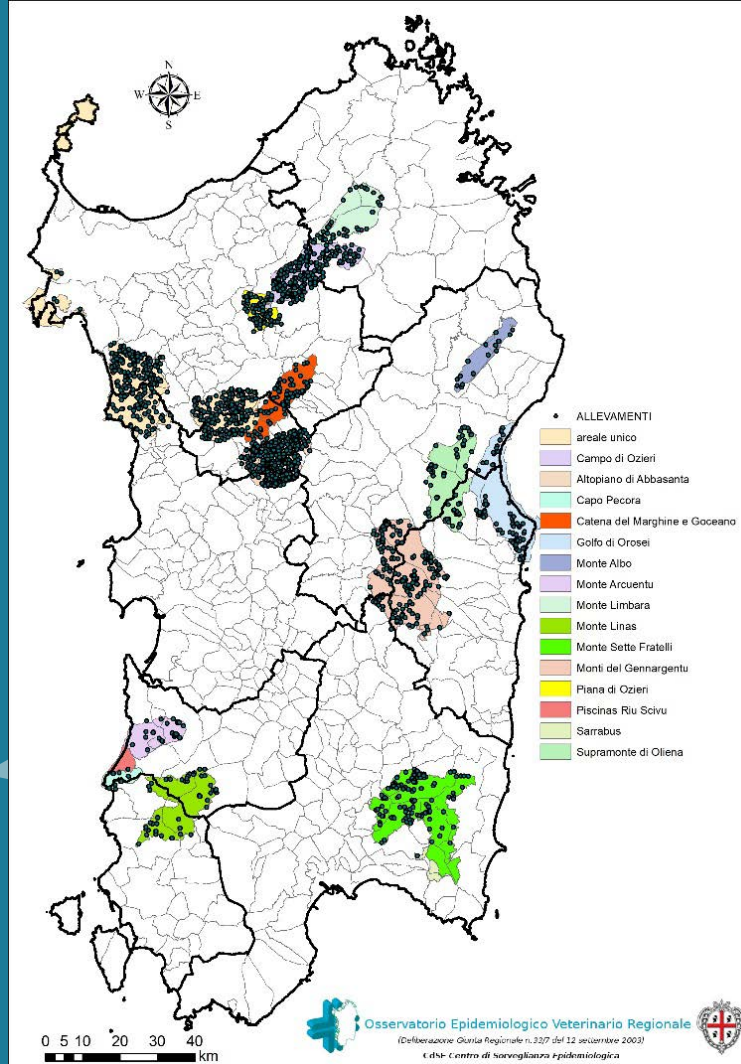 N
W E
S
ALLEVAMENTI
areale unico
Campo di Ozieri
Altopiano di Abbasanta
Capo Pecora
Catena del Marghine e Goceano
Golfo di Orosei
Monte Albo
Monte Arcuentu
Monte Limbara
Monte Linas
Monte Sette Fratelli
Monti del Gennargentu
Piana di Ozieri
Piscinas Riu Scivu
Sarrabus
Supramonte di Oliena
Osservatorio Epidemiologico Veterinario Regionale
(Deliberazione Giunta Regionale n.33/7 del 12 settembre 2003)
CdSE Centro di Sorveglianza Epidemiologica
0 5 10 20 30 40
km